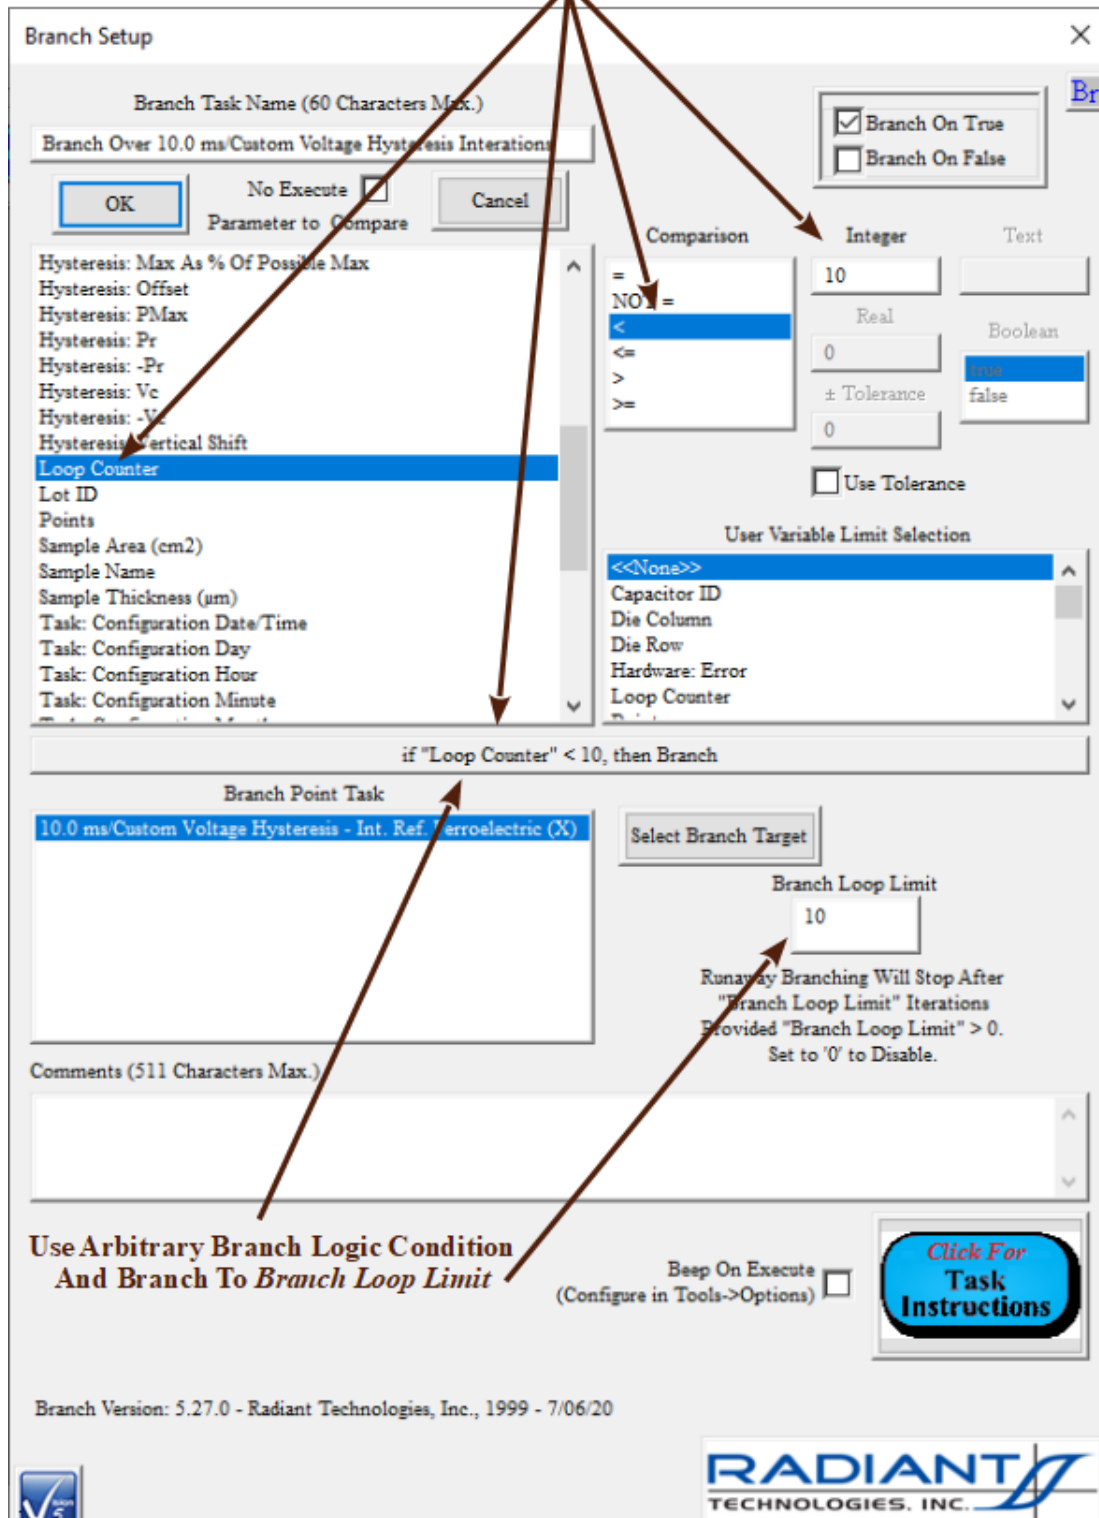 Branch Setup
Br
Branch Task Name (60 Characters Max.)
Branch Over 10.0 ms/Custom Voltage Hysteresis Interations
Branch On True
Branch On False
OK
No Execute
Cancel
Parameter to Compare
Hysteresis: Max As % Of Possible Max
Hysteresis: Offset
Hysteresis: PMax
Hysteresis: Pr
Hysteresis: -Pr
Hysteresis: Vc
Hysteresis: -Vc
Hysteresis: Vertical Shift
Loop Counter
Lot ID
Points
Sample Area (cm2)
Sample Name
Sample Thickness (µm)
Task: Configuration Date/Time
Task: Configuration Day
Task: Configuration Hour
Task: Configuration Minute
Comparison
=
NOT =
<
<=
>
>=
Integer
10
Real
0
± Tolerance
0
Text
Boolean
true
false
Use Tolerance
User Variable Limit Selection
<<None>>
Capacitor ID
Die Column
Die Row
Hardware: Error
Loop Counter
if "Loop Counter" < 10, then Branch
Branch Point Task
10.0 ms/Custom Voltage Hysteresis - Int. Ref. Ferroelectric (X)
Select Branch Target
Branch Loop Limit
10
Runaway Branching Will Stop After
"Branch Loop Limit" Iterations
Provided "Branch Loop Limit" > 0.
Set to '0' to Disable.
Comments (511 Characters Max.)
Use Arbitrary Branch Logic Condition
And Branch To Branch Loop Limit
Beep On Execute
(Configure in Tools->Options)
Click For
Task
Instructions
Branch Version: 5.27.0 - Radiant Technologies, Inc., 1999 - 7/06/20
Vision
5
RADIANT
TECHNOLOGIES, INC.